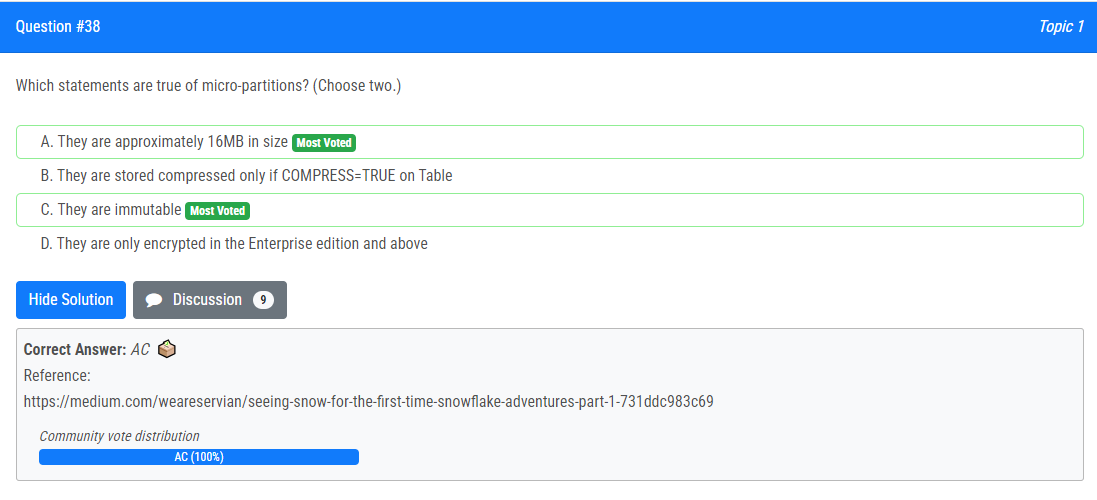 Question #38
Topic 1
Which statements are true of micro-partitions? (Choose two.)
A. They are approximately 16MB in size Most Voted
B. They are stored compressed only if COMPRESS=TRUE on Table
C. They are immutable Most Voted
D. They are only encrypted in the Enterprise edition and above
Hide Solution
Discussion 9
Correct Answer: AC
Reference:
https://medium.com/weareservian/seeing-snow-for-the-first-time-snowflake-adventures-part-1-731ddc983c69
Community vote distribution
AC (100%)